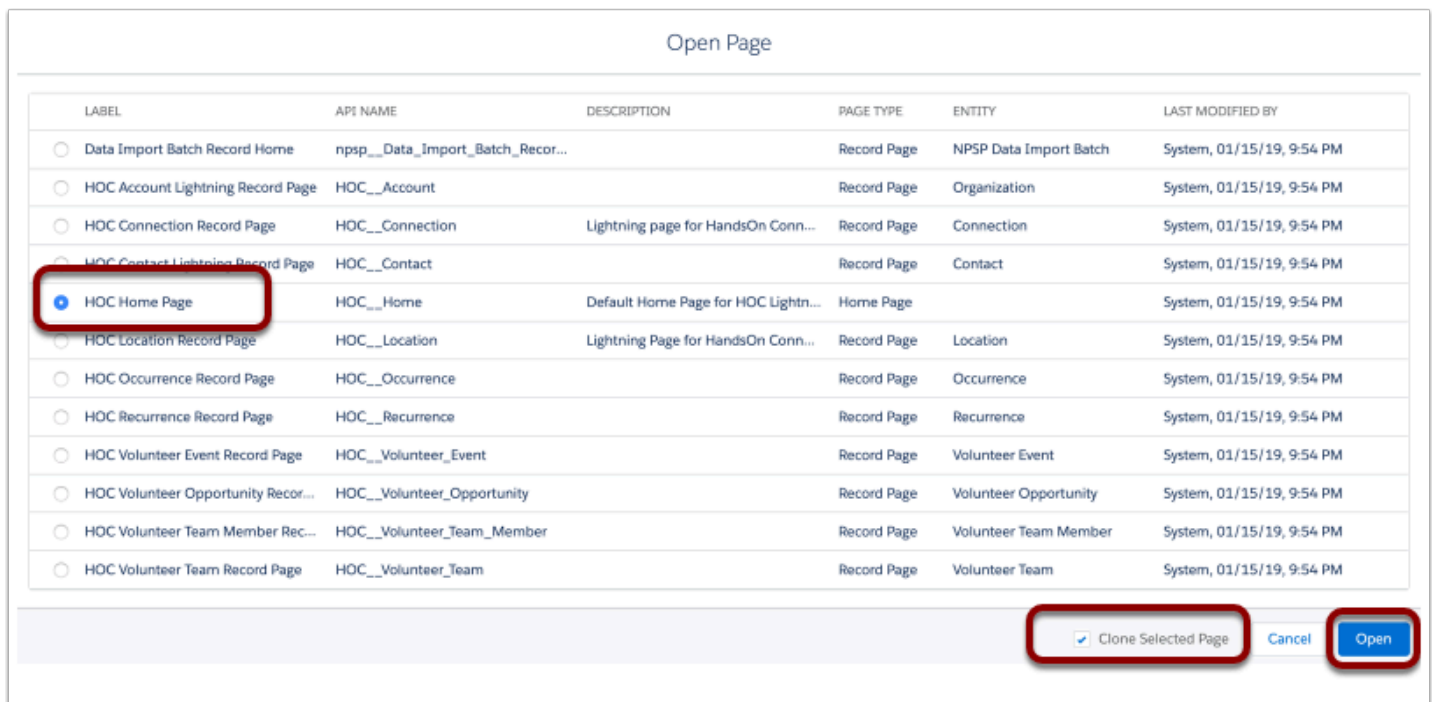 Open Page
LABEL API NAME DESCRIPTION PAGE TYPE ENTITY LAST MODIFIED BY
Data Import Batch Record Home npsp__Data_Import_Batch_Recor... Record Page NPSP Data Import Batch System, 01/15/19, 9:54 PM
HOC Account Lightning Record Page HOC__Account Record Page Organization System, 01/15/19, 9:54 PM
HOC Connection Record Page HOC__Connection Lightning page for HandsOn Conn... Record Page Connection System, 01/15/19, 9:54 PM
HOC Contact Lightning Record Page HOC__Contact Record Page Contact System, 01/15/19, 9:54 PM
HOC Home Page HOC__Home Default Home Page for HOC Lightn... Home Page System, 01/15/19, 9:54 PM
HOC Location Record Page HOC__Location Lightning Page for HandsOn Conn... Record Page Location System, 01/15/19, 9:54 PM
HOC Occurrence Record Page HOC__Occurrence Record Page Occurrence System, 01/15/19, 9:54 PM
HOC Recurrence Record Page HOC__Recurrence Record Page Recurrence System, 01/15/19, 9:54 PM
HOC Volunteer Event Record Page HOC__Volunteer_Event Record Page Volunteer Event System, 01/15/19, 9:54 PM
HOC Volunteer Opportunity Recor... HOC__Volunteer_Opportunity Record Page Volunteer Opportunity System, 01/15/19, 9:54 PM
HOC Volunteer Team Member Rec... HOC__Volunteer_Team_Member Record Page Volunteer Team Member System, 01/15/19, 9:54 PM
HOC Volunteer Team Record Page HOC__Volunteer_Team Record Page Volunteer Team System, 01/15/19, 9:54 PM
Clone Selected Page Cancel Open